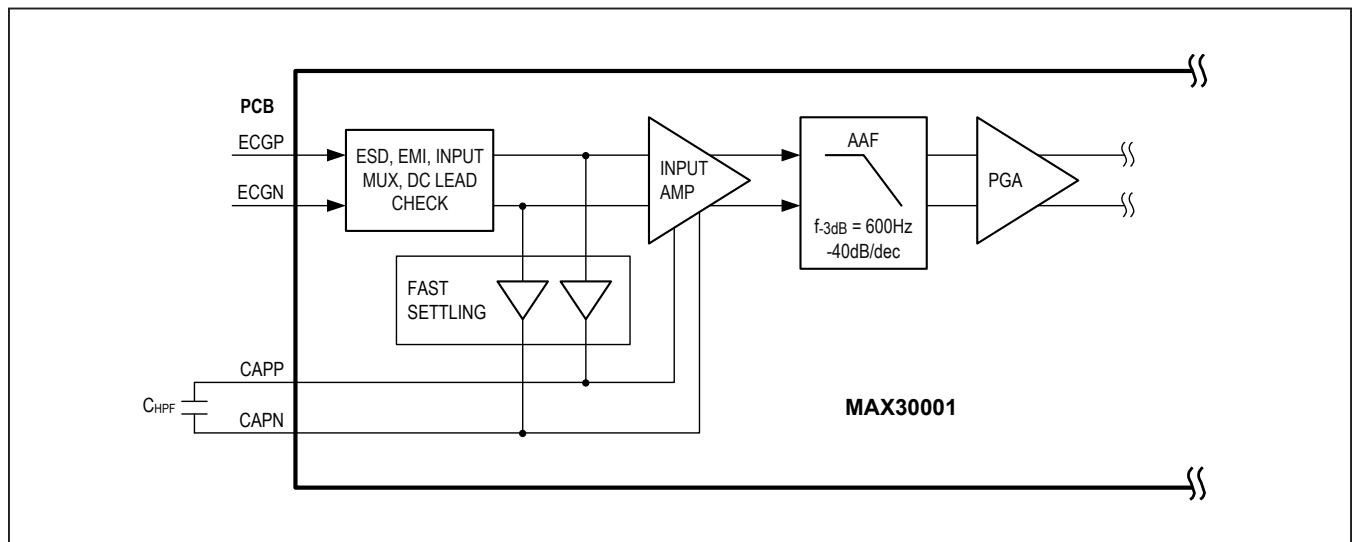 PCB
ECGP
ECGN
ESD, EMI, INPUT
MUX, DC LEAD
CHECK
INPUT
AMP
AAF
f-3dB = 600Hz
-40dB/dec
PGA
FAST
SETTLING
CAPP
CHPF
CAPN
MAX30001